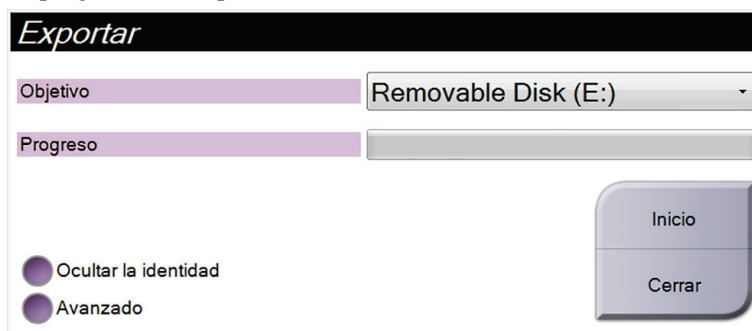 Exportar
Objetivo
Removable Disk (E:)
Progreso
Inicio
Ocultar la identidad
Cerrar
Avanzado